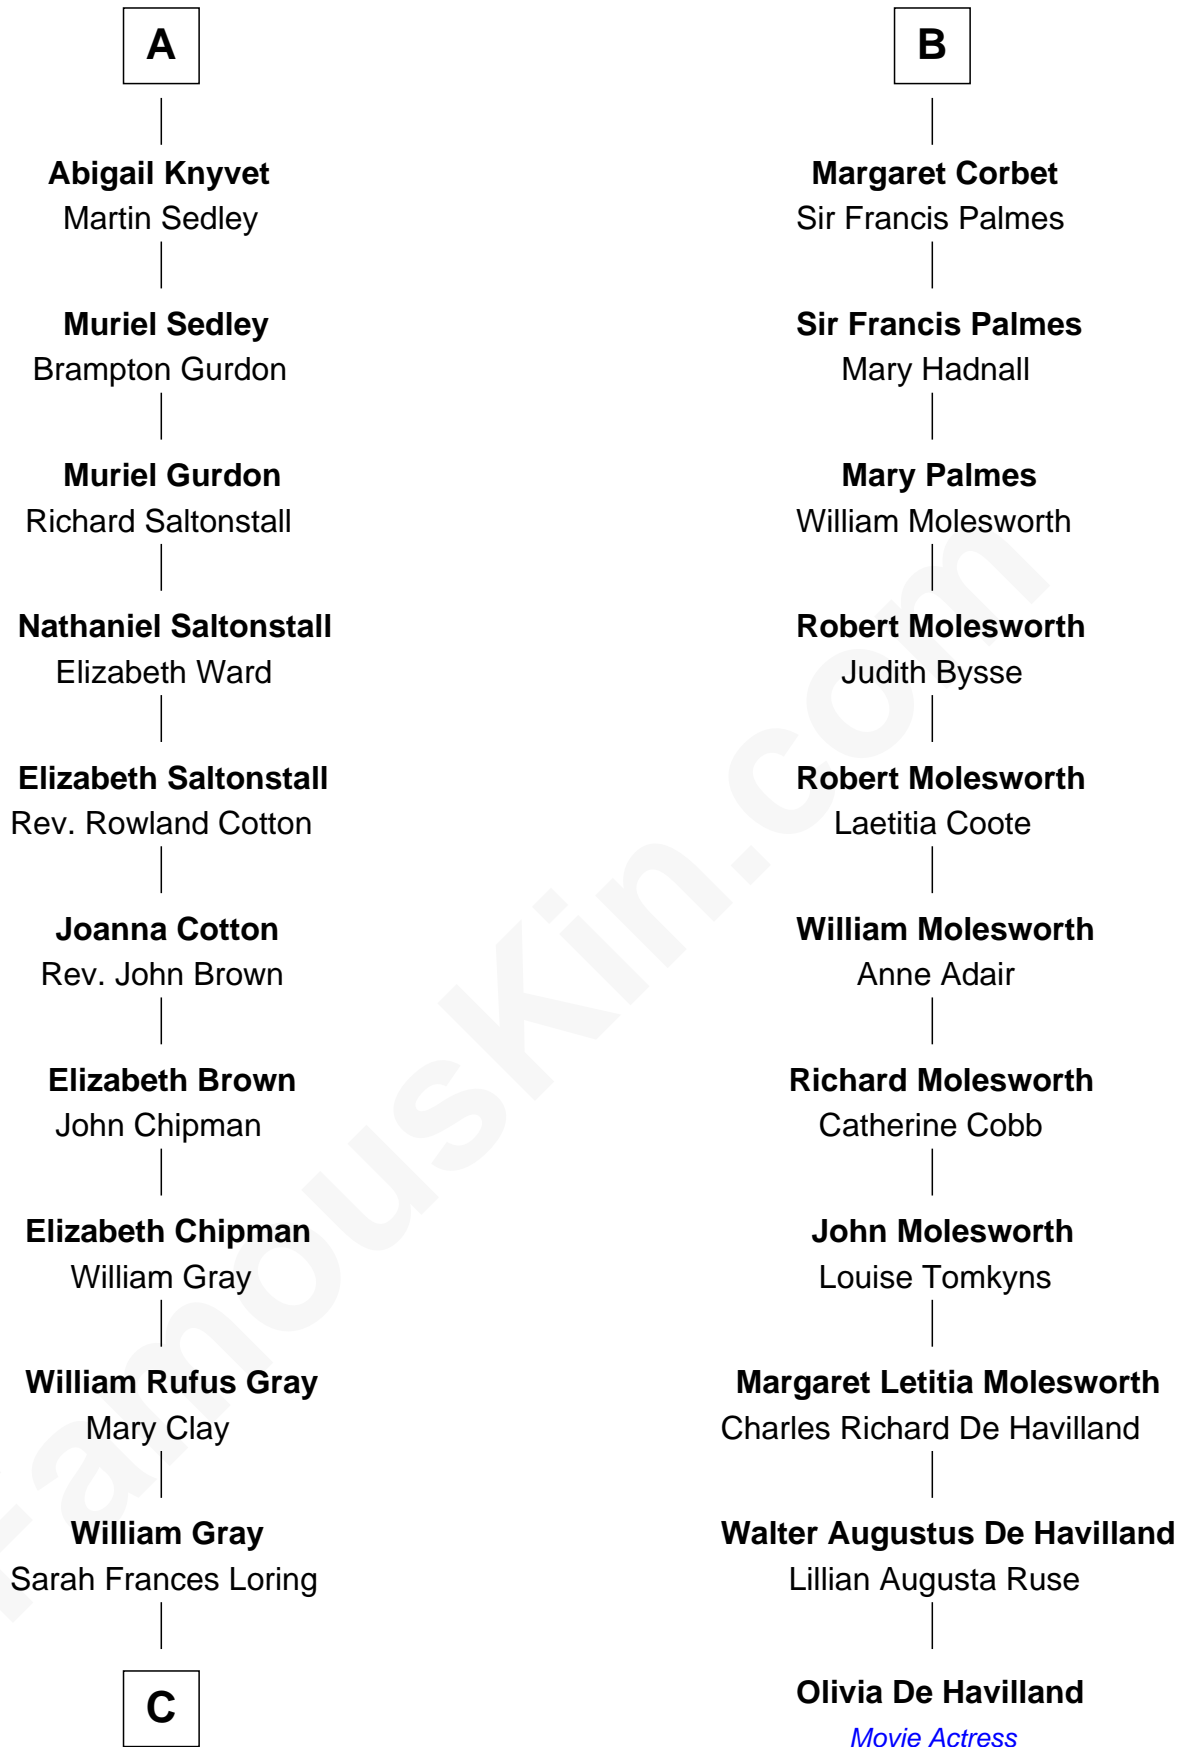 A
Abigail Knyvet
Martin Sedley
Muriel Sedley
Brampton Gurdon
Muriel Gurdon
Richard Saltonstall
Nathaniel Saltonstall
Elizabeth Ward
Elizabeth Saltonstall
Rev. Rowland Cotton
Joanna Cotton
Rev. John Brown
Elizabeth Brown
John Chipman
Elizabeth Chipman
William Gray
William Rufus Gray
Mary Clay
William Gray
Sarah Frances Loring
C
B
Margaret Corbet
Sir Francis Palmes
Sir Francis Palmes
Mary Hadnall
Mary Palmes
William Molesworth
Robert Molesworth
Judith Bysse
Robert Molesworth
Laetitia Coote
William Molesworth
Anne Adair
Richard Molesworth
Catherine Cobb
John Molesworth
Louise Tomkyns
Margaret Letitia Molesworth
Charles Richard De Havilland
Walter Augustus De Havilland
Lillian Augusta Ruse
Olivia De Havilland
Movie Actress
FamousKin.com